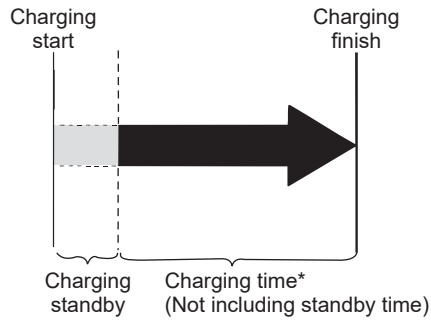 Charging
start
Charging
finish
Charging
standby
Charging time*
(Not including standby time)